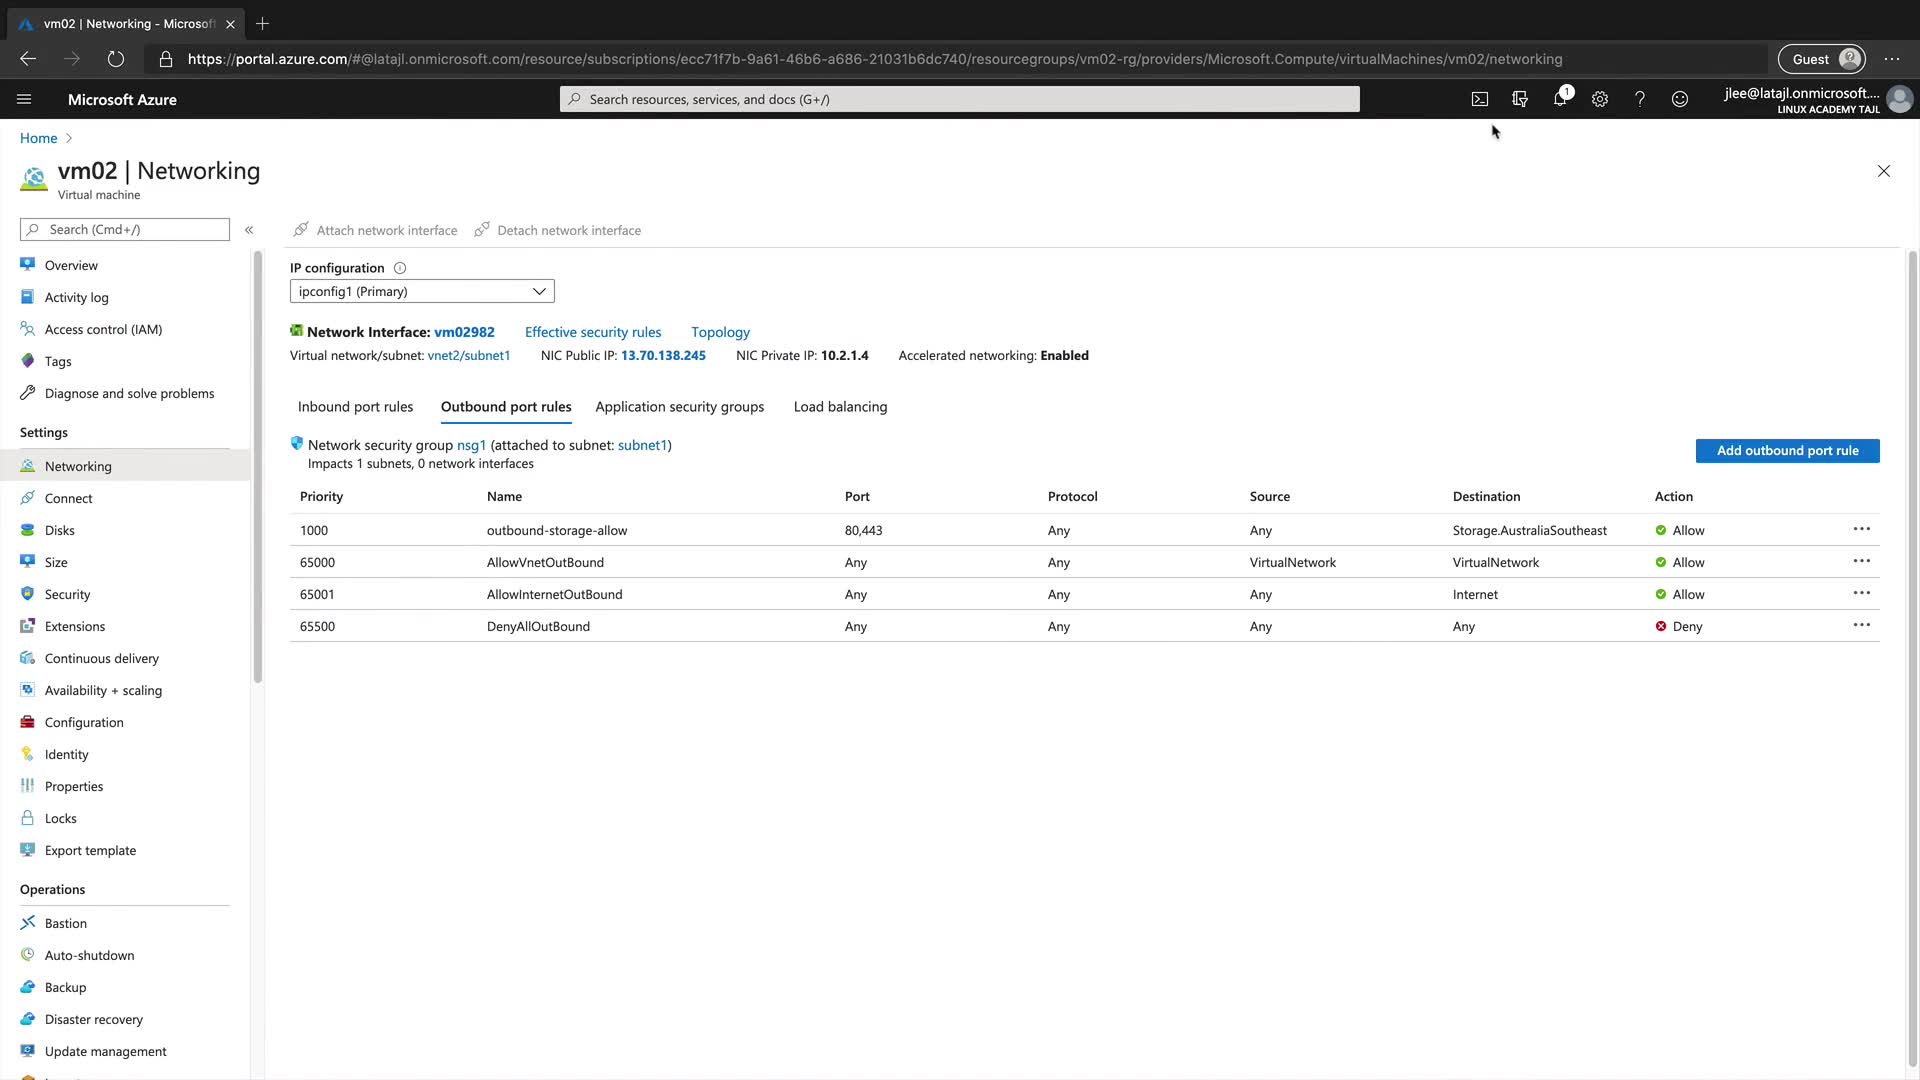 vm02 | Networking - Microsoft
https://portal.azure.com/#@latajl.onmicrosoft.com/resource/subscriptions/ecc71f7b-9a61-46b6-a686-21031b6dc740/resourcegroups/vm02-rg/providers/Microsoft.Compute/virtualMachines/vm02/networking
Guest
Microsoft Azure
Search resources, services, and docs (G+/)
1
jlee@latajl.onmicrosoft....
LINUX ACADEMY TAJL
Home
vm02 | Networking
Virtual machine
Search (Cmd+/)
«
Attach network interface
Detach network interface
Overview
Activity log
Access control (IAM)
Tags
Diagnose and solve problems
Settings
Networking
Connect
Disks
Size
Security
Extensions
Continuous delivery
Availability + scaling
Configuration
Identity
Properties
Locks
Export template
Operations
Bastion
Auto-shutdown
Backup
Disaster recovery
Update management
IP configuration
ipconfig1 (Primary)
Network Interface: vm02982 Effective security rules Topology
Virtual network/subnet: vnet2/subnet1 NIC Public IP: 13.70.138.245 NIC Private IP: 10.2.1.4 Accelerated networking: Enabled
Inbound port rules Outbound port rules Application security groups Load balancing
Network security group nsg1 (attached to subnet: subnet1)
Impacts 1 subnets, 0 network interfaces
Add outbound port rule
Priority Name Port Protocol Source Destination Action
1000 outbound-storage-allow 80,443 Any Any Storage.AustraliaSoutheast Allow
65000 AllowVnetOutBound Any Any VirtualNetwork VirtualNetwork Allow
65001 AllowInternetOutBound Any Any Any Internet Allow
65500 DenyAllOutBound Any Any Any Any Deny